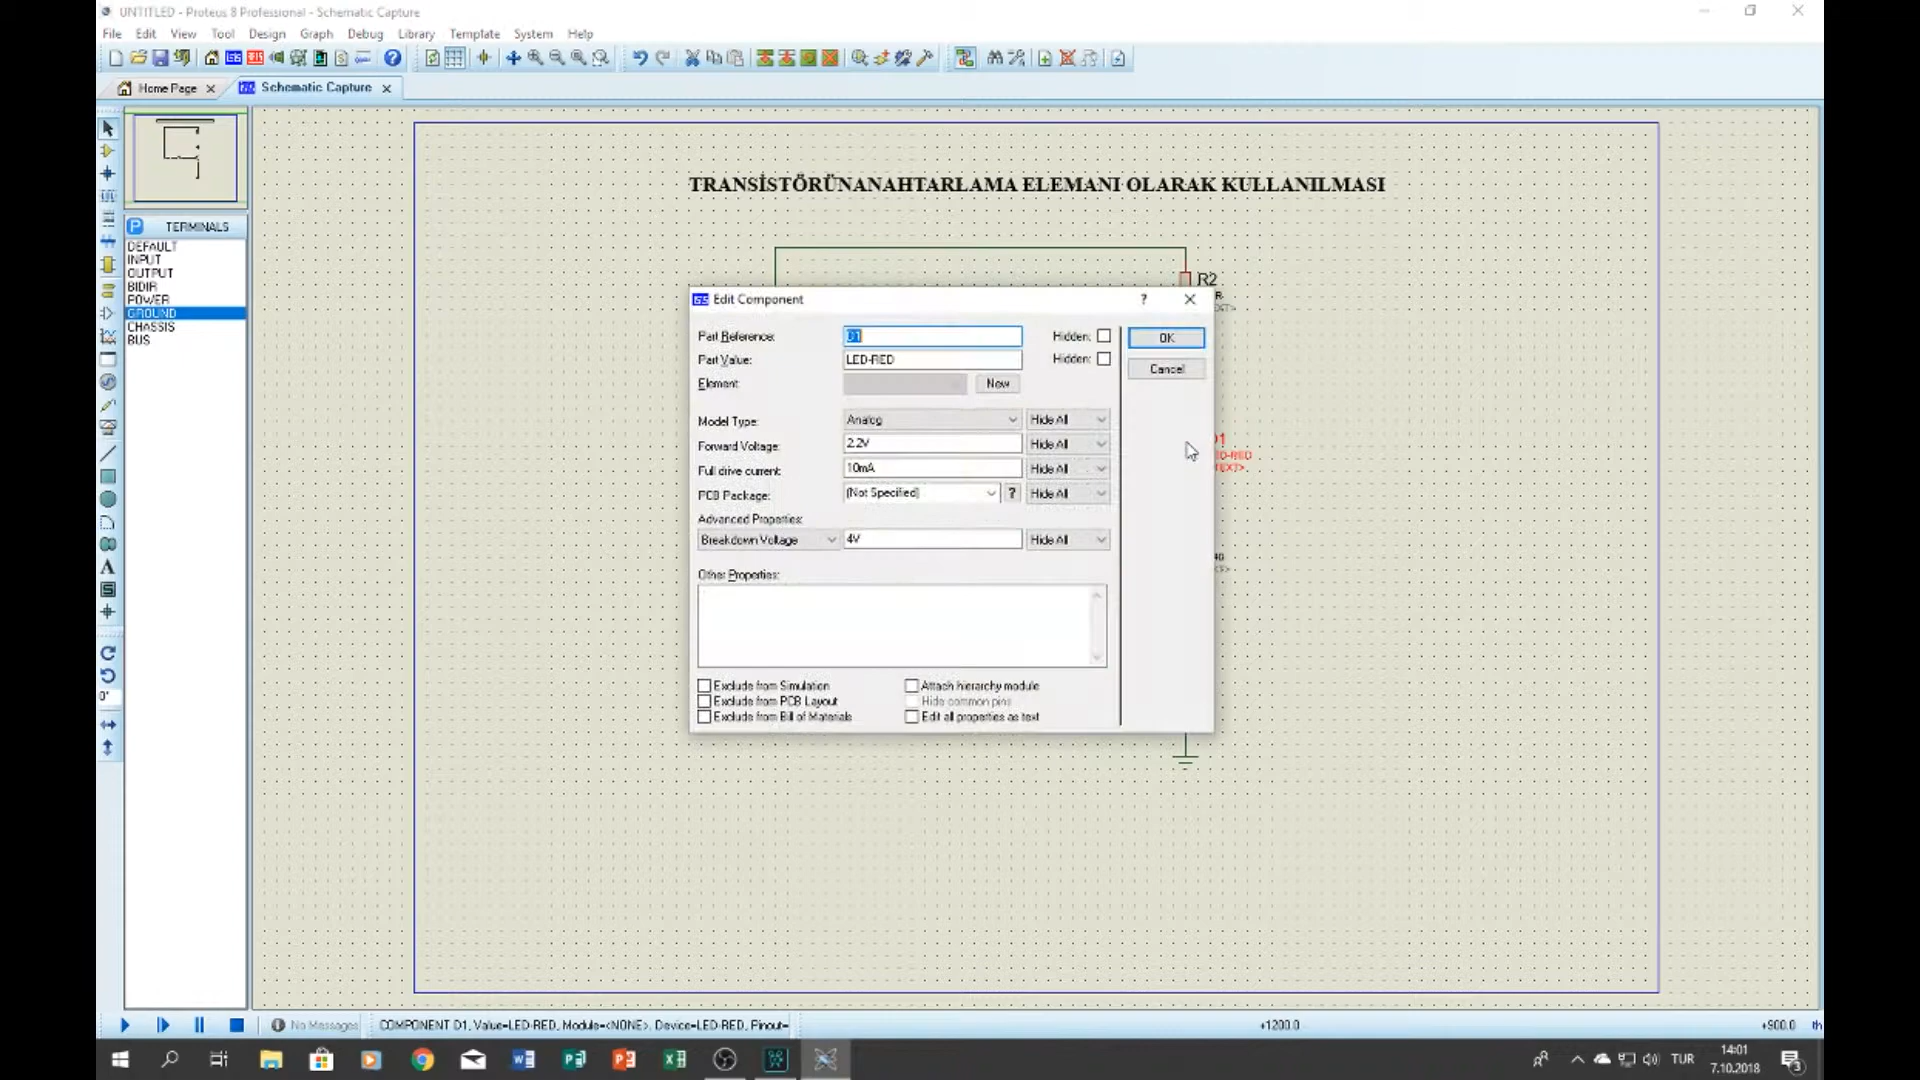 UNTITLED - Proteus 8 Professional - Schematic Capture
File Edit View Tool Design Graph Debug Library Template System Help
Home Page Schematic Capture
TERMINALS
DEFAULT
INPUT
OUTPUT
BIDIR
POWER
GROUND
CHASSIS
BUS
0°
TRANSİSTÖRÜNANAHTARLAMA ELEMANI OLARAK KULLANILMASI
R2
Edit Component
Part Reference: D1 Hidden: OK
Part Value: LED-RED Hidden: Cancel
Element: New
Model Type: Analog Hide All
Forward Voltage: 2.2V Hide All
Full drive current: 10mA Hide All
PCB Package: (Not Specified) ? Hide All
Advanced Properties:
Breakdown Voltage 4V Hide All
Other Properties:
Exclude from Simulation Attach hierarchy module
Exclude from PCB Layout Hide common pins
Exclude from Bill of Materials Edit all properties as text
No Messages COMPONENT D1, Value=LED-RED, Module=<NONE>, Device=LED-RED, Pinout= +1200.0 +900.0 th
TUR 14:01
7.10.2018
3